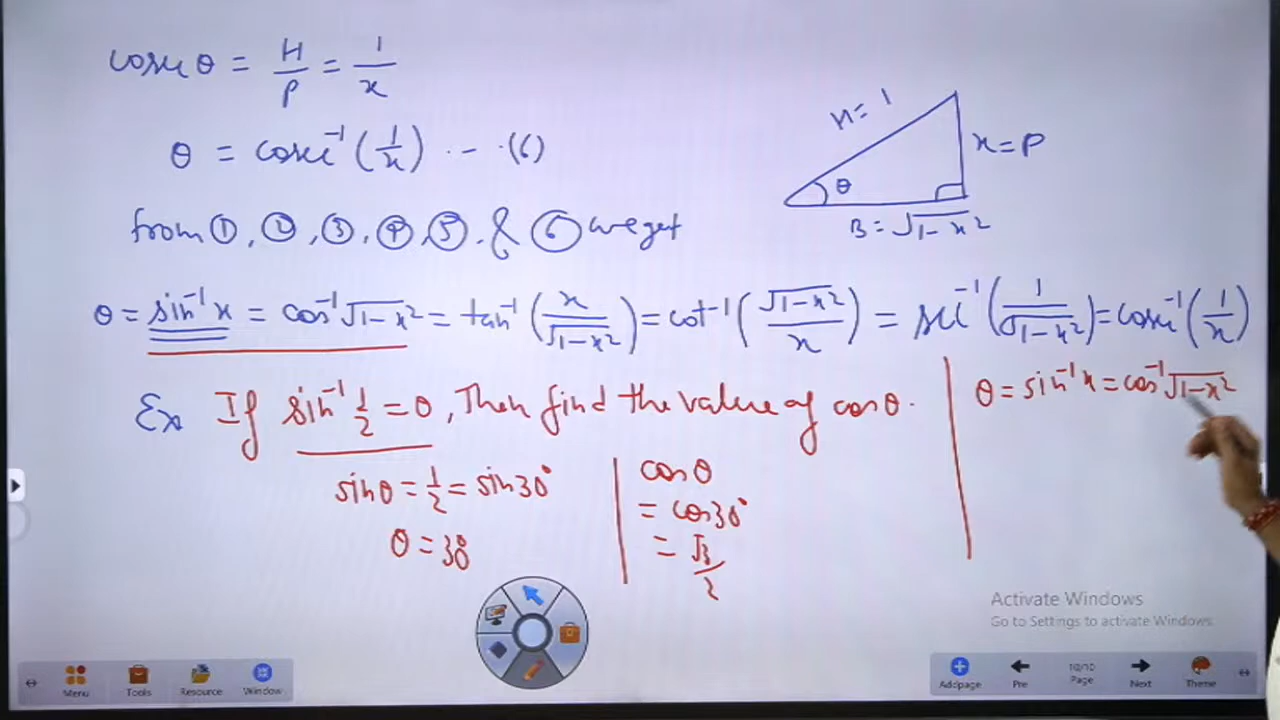 cosec θ = H/P = 1/x
θ = cosec⁻¹(1/x) - - ·(6)
H = 1
θ
x = P
B = √1-x²
from ①, ②, ③, ④, ⑤, & ⑥ we get
θ = sin⁻¹x = cos⁻¹√1-x² = tan⁻¹(x/√1-x²) = cot⁻¹(√1-x²/x) = sec⁻¹(1/√1-x²) = cosec⁻¹(1/x)
Ex If sin⁻¹ 1/2 = θ, Then find the value of cos θ.
sin θ = 1/2 = sin 30°
θ = 30°
cos θ
= cos 30°
= √3/2
θ = sin⁻¹x = cos⁻¹√1-x²
Activate Windows
Go to Settings to activate Windows.
Menu Tools Resource Window
Addpage Pre 10/10 Page Next Theme